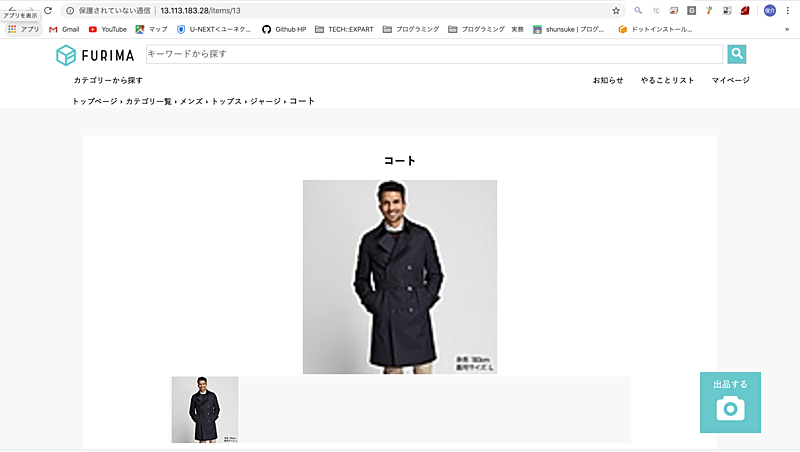 アプリを表示
保護されていない通信 | 13.113.183.28/items/13
アプリ Gmail YouTube マップ U-NEXT<ユーネク... Github HP TECH::EXPART プログラミング プログラミング 実務 shunsuke | ブログ... ドットインストール... »
FURIMA キーワードから探す
カテゴリーから探す お知らせ やることリスト マイページ
トップページ › カテゴリ一覧 › メンズ › トップス › ジャージ › コート
コート
身長 180cm
着用サイズ L
出品する